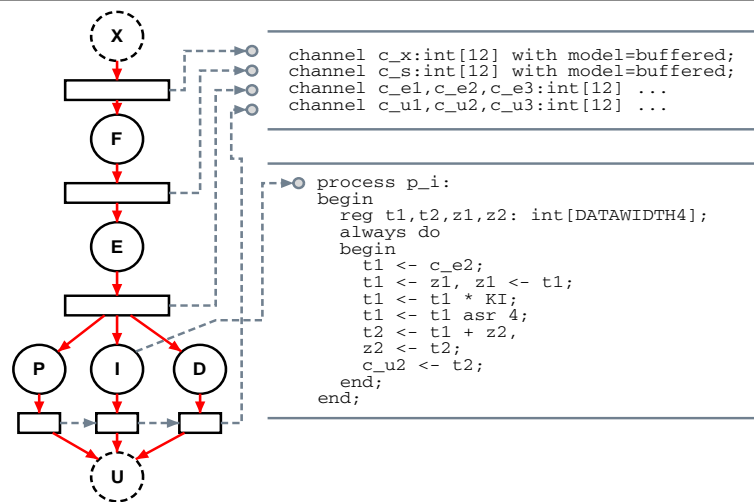 X
F
E
P I D
U
channel c_x:int[12] with model=buffered;
channel c_s:int[12] with model=buffered;
channel c_e1,c_e2,c_e3:int[12] ...
channel c_u1,c_u2,c_u3:int[12] ...
process p_i:
begin
reg t1,t2,z1,z2: int[DATAWIDTH4];
always do
begin
t1 <- c_e2;
t1 <- z1, z1 <- t1;
t1 <- t1 * KI;
t1 <- t1 asr 4;
t2 <- t1 + z2,
z2 <- t2;
c_u2 <- t2;
end;
end;